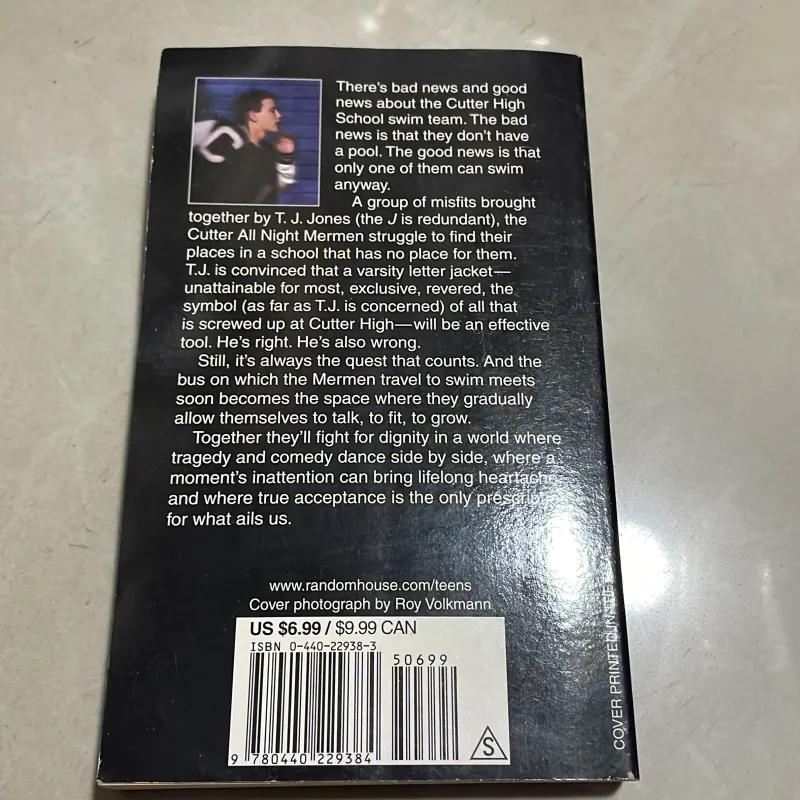 There's bad news and good
news about the Cutter High
School swim team. The bad
news is that they don't have
a pool. The good news is that
only one of them can swim
anyway.
A group of misfits brought
together by T. J. Jones (the J is redundant), the
Cutter All Night Mermen struggle to find their
places in a school that has no place for them.
T.J. is convinced that a varsity letter jacket—
unattainable for most, exclusive, revered, the
symbol (as far as T.J. is concerned) of all that
is screwed up at Cutter High—will be an effective
tool. He's right. He's also wrong.
Still, it's always the quest that counts. And the
bus on which the Mermen travel to swim meets
soon becomes the space where they gradually
allow themselves to talk, to fit, to grow.
Together they'll fight for dignity in a world where
tragedy and comedy dance side by side, where a
moment's inattention can bring lifelong heartache,
and where true acceptance is the only
for what ails us.
www.randomhouse.com/teens
Cover photograph by Roy Volkmann
US $6.99 / $9.99 CAN
ISBN 0-440-22938-3
50699
9 780440 229384
S
COVER PRINTED IN THE